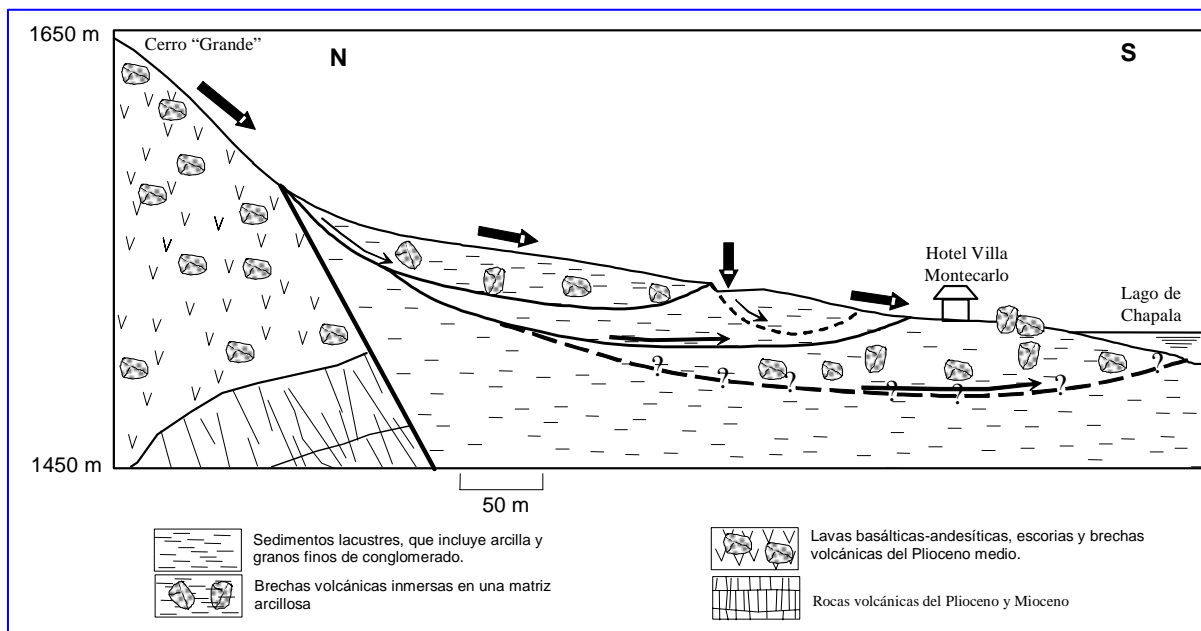 1650 m
Cerro “Grande”
N
S
Hotel Villa
Montecarlo
Lago de
Chapala
?
?
?
?
?
?
?
1450 m
50 m
Sedimentos lacustres, que incluye arcilla y
granos finos de conglomerado.
Brechas volcánicas inmersas en una matriz
arcillosa
Lavas basálticas-andesíticas, escorias y brechas
volcánicas del Plioceno medio.
Rocas volcánicas del Plioceno y Mioceno